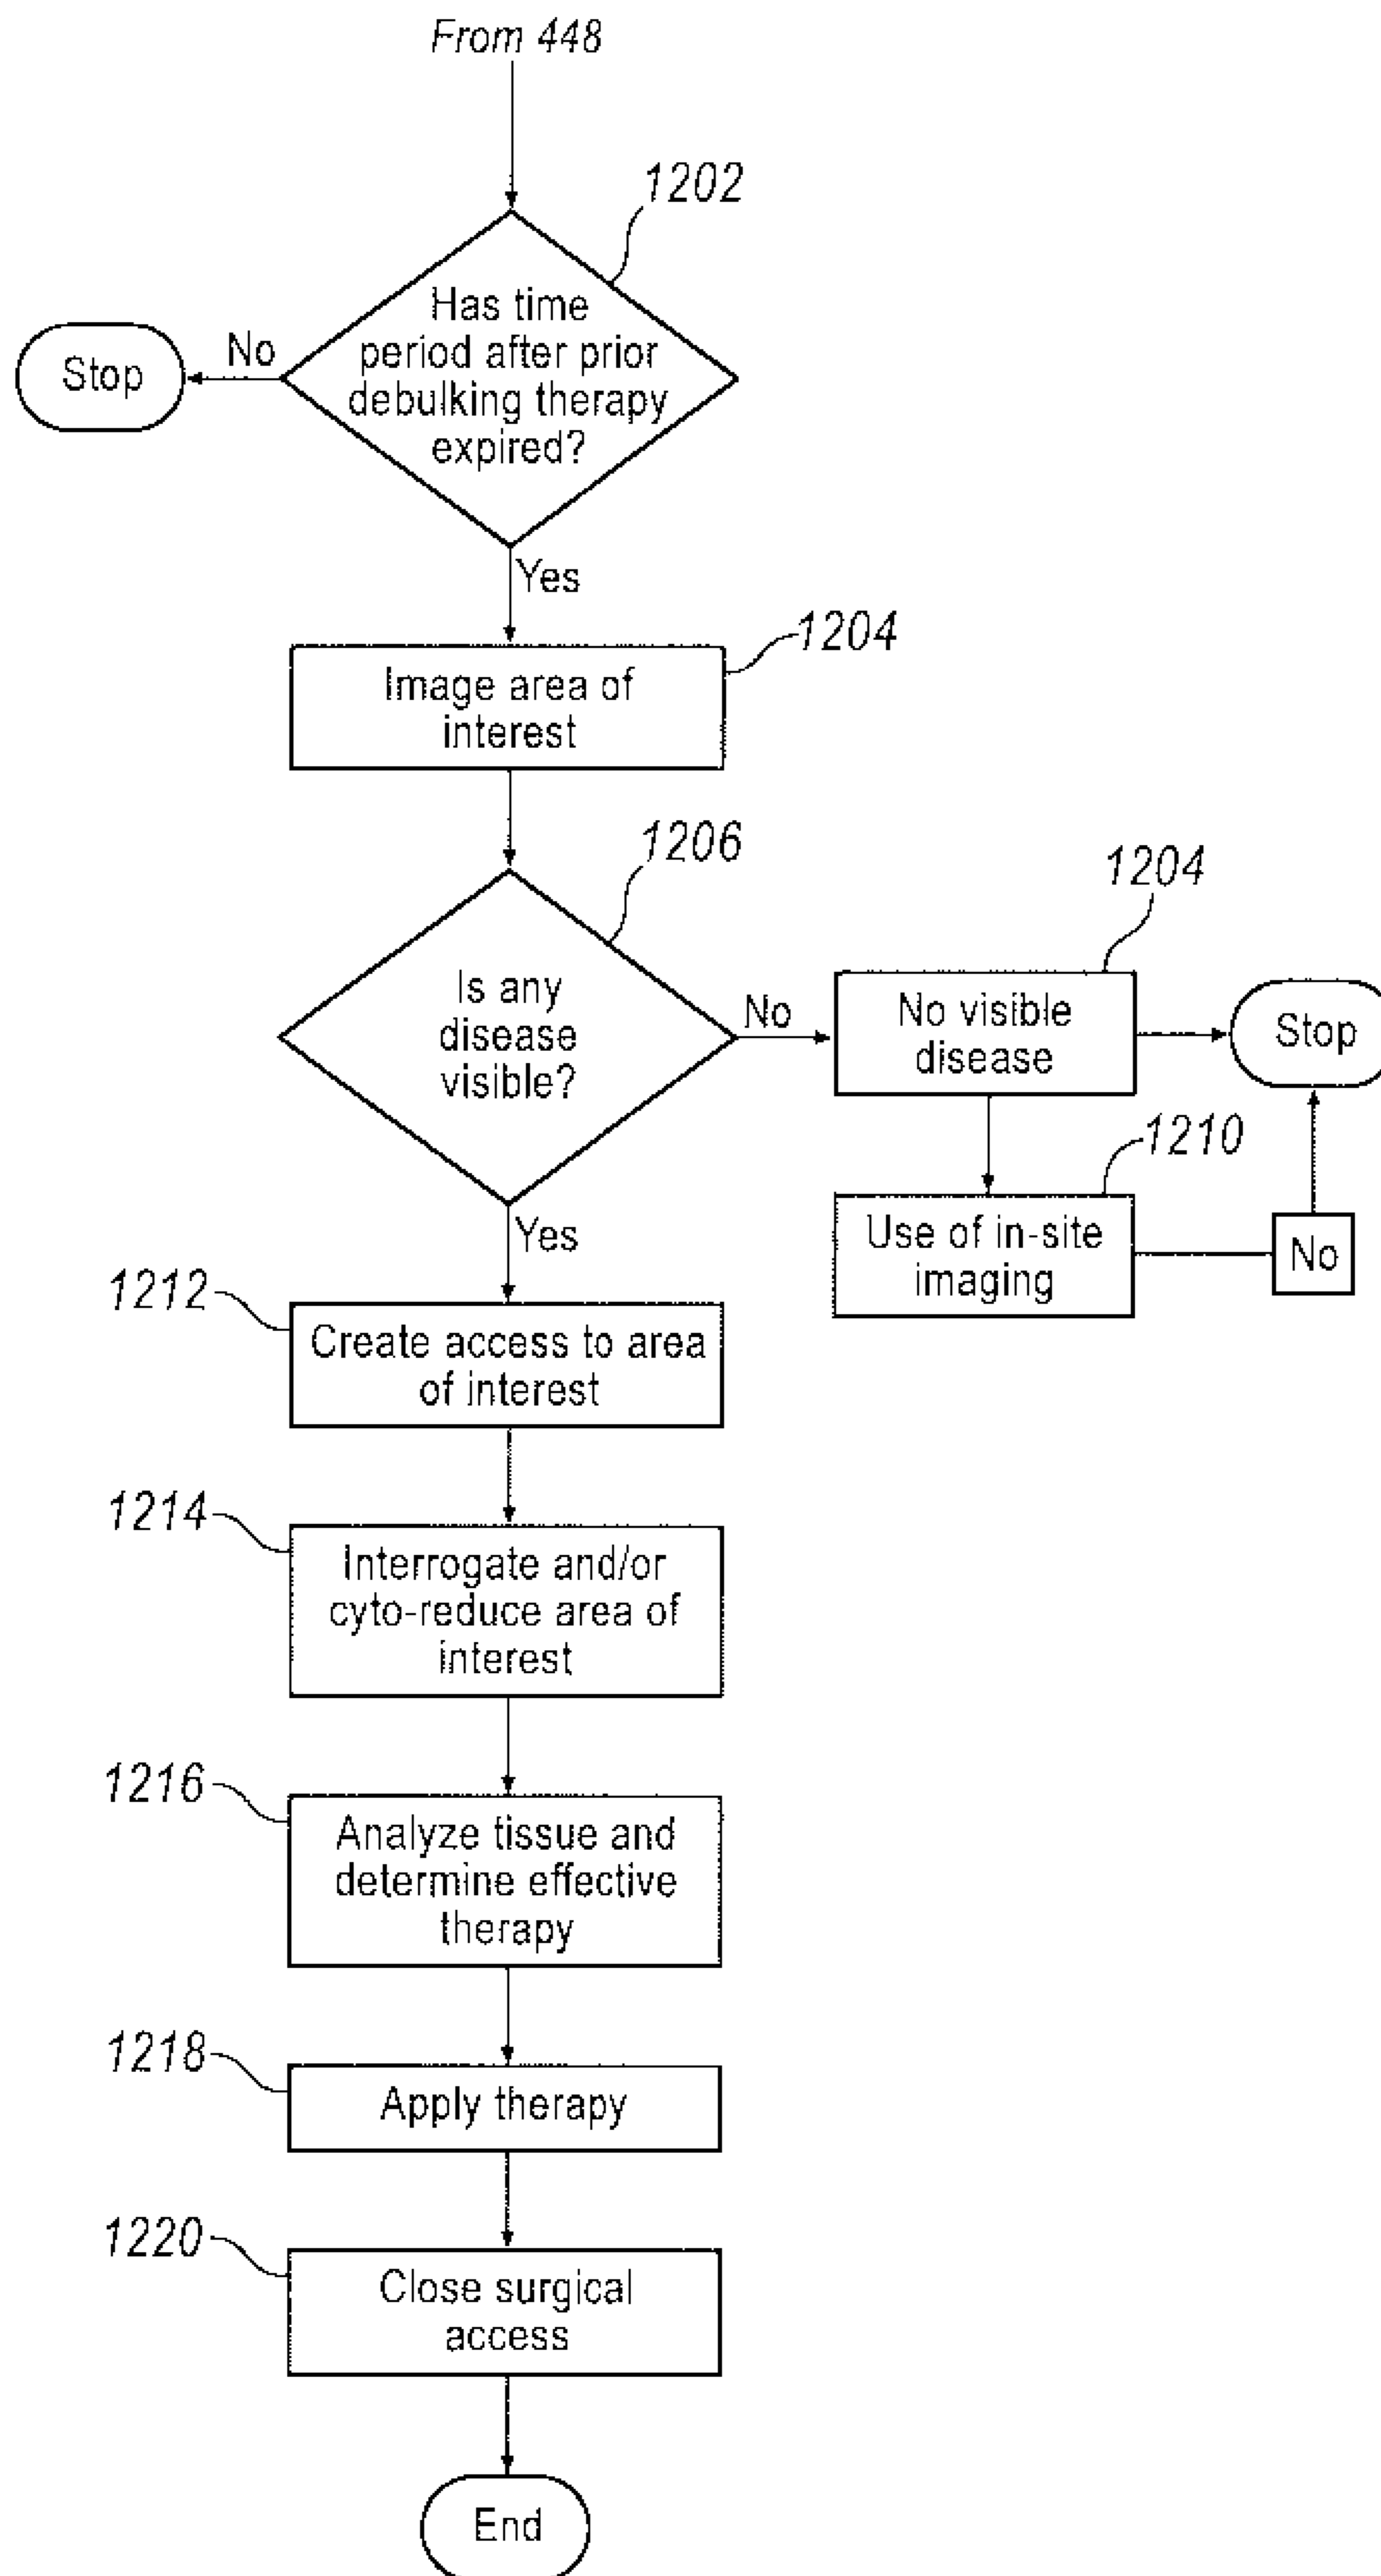 From 448
1202
Has time
period after prior
debulking therapy
expired?
No
Stop
Yes
1204
Image area of
interest
1206
Is any
disease
visible?
No
1204
No visible
disease
Stop
1210
Use of in-site
imaging
No
Yes
1212
Create access to area
of interest
1214
Interrogate and/or
cyto-reduce area of
interest
1216
Analyze tissue and
determine effective
therapy
1218
Apply therapy
1220
Close surgical
access
End